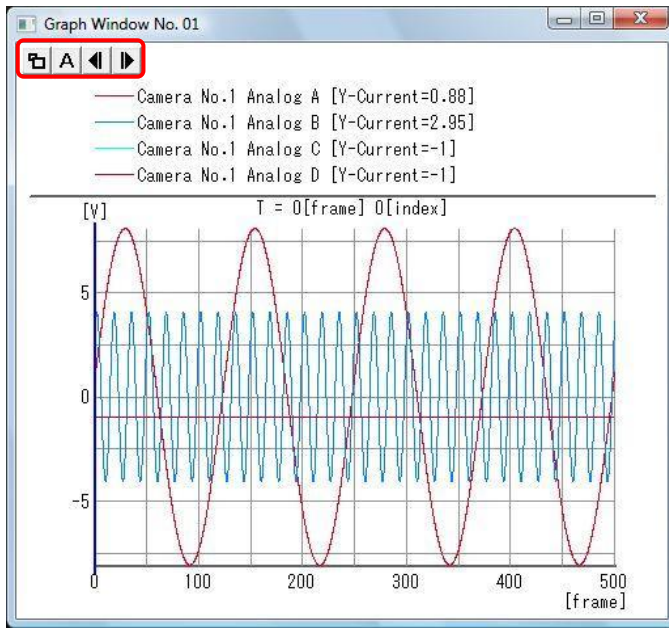 Graph Window No. 01
A
Camera No.1 Analog A [Y-Current=0.88]
Camera No.1 Analog B [Y-Current=2.95]
Camera No.1 Analog C [Y-Current=-1]
Camera No.1 Analog D [Y-Current=-1]
[V] T = 0[frame] 0[index]
5
0
-5
0 100 200 300 400 500
[frame]